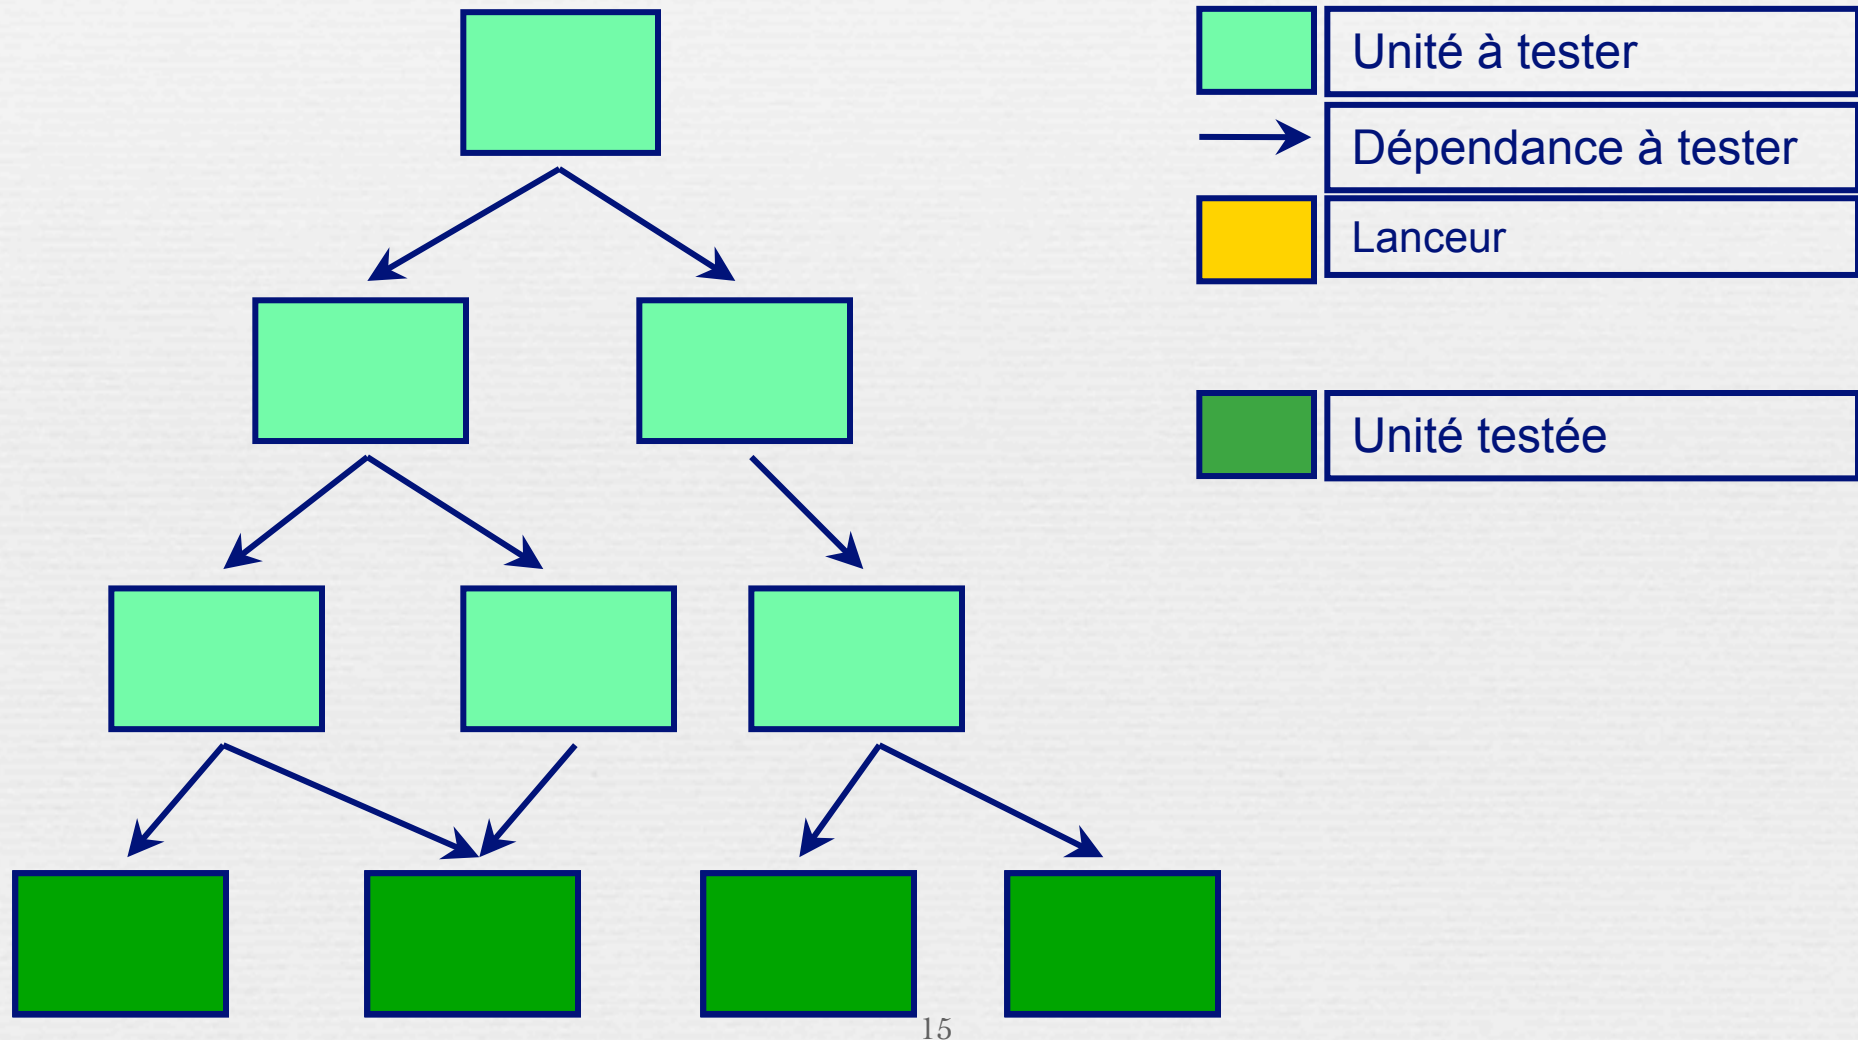 Unité à tester
Dépendance à tester
Lanceur
Unité testée
15